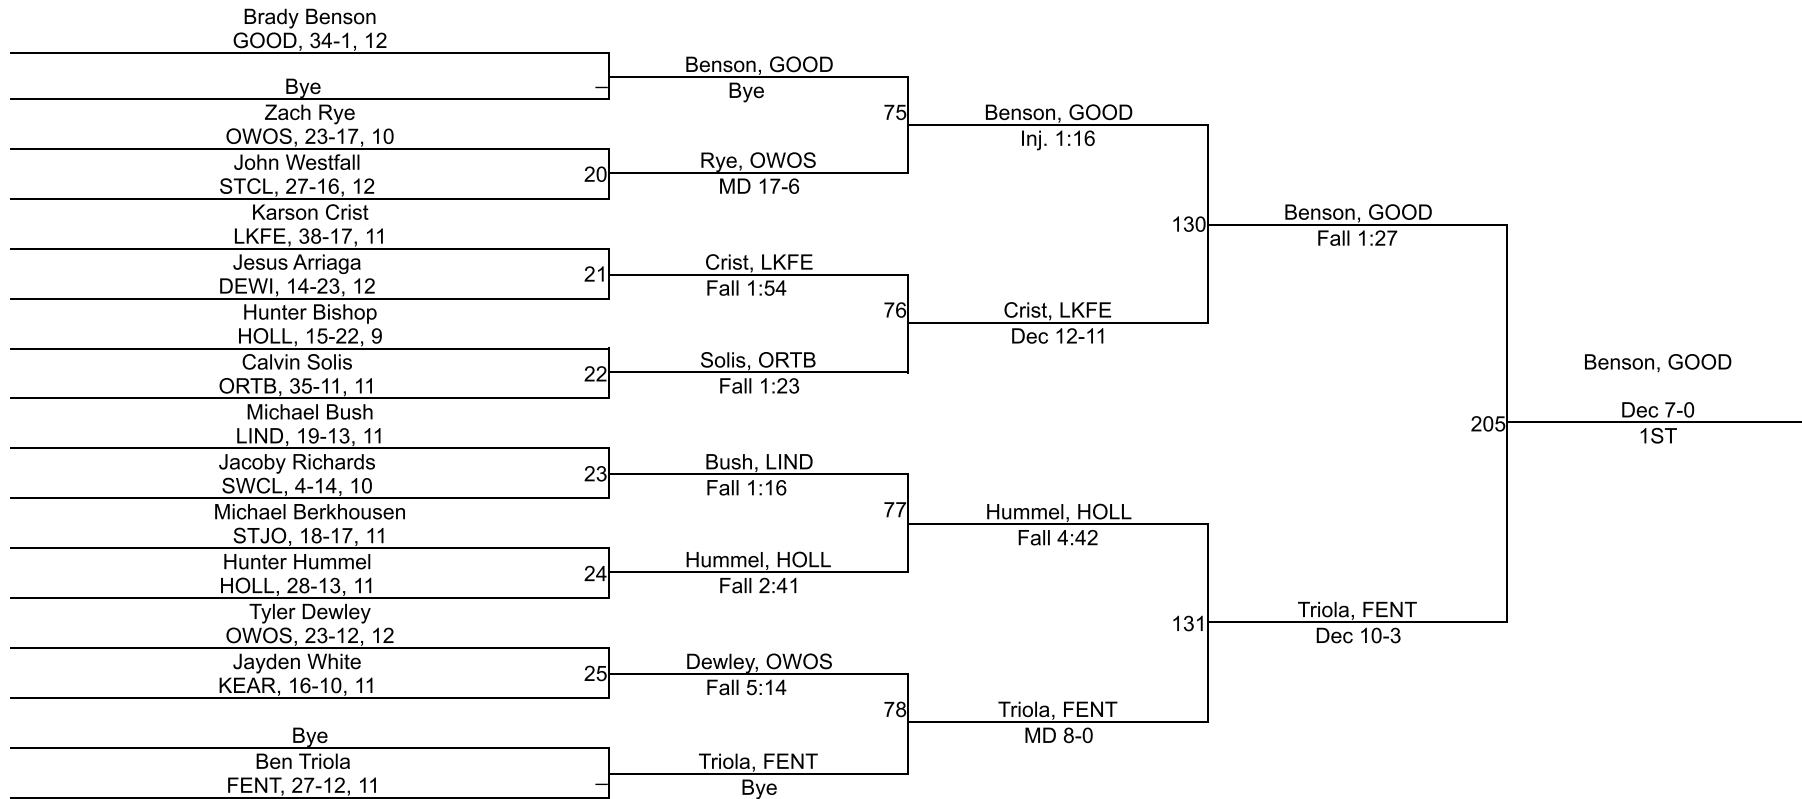 Brady Benson
GOOD, 34-1, 12
Bye
–
Zach Rye
OWOS, 23-17, 10
John Westfall
STCL, 27-16, 12
20
Karson Crist
LKFE, 38-17, 11
Jesus Arriaga
DEWI, 14-23, 12
21
Hunter Bishop
HOLL, 15-22, 9
Calvin Solis
ORTB, 35-11, 11
22
Michael Bush
LIND, 19-13, 11
Jacoby Richards
SWCL, 4-14, 10
23
Michael Berkhousen
STJO, 18-17, 11
Hunter Hummel
HOLL, 28-13, 11
24
Tyler Dewley
OWOS, 23-12, 12
Jayden White
KEAR, 16-10, 11
25
Bye
Ben Triola
FENT, 27-12, 11
–
Benson, GOOD
Bye
75
Rye, OWOS
MD 17-6
Crist, LKFE
Fall 1:54
76
Solis, ORTB
Fall 1:23
Bush, LIND
Fall 1:16
77
Hummel, HOLL
Fall 2:41
Dewley, OWOS
Fall 5:14
78
Triola, FENT
Bye
Benson, GOOD
Inj. 1:16
130
Crist, LKFE
Dec 12-11
Hummel, HOLL
Fall 4:42
131
Triola, FENT
MD 8-0
Benson, GOOD
Fall 1:27
205
Triola, FENT
Dec 10-3
Benson, GOOD
Dec 7-0
1ST